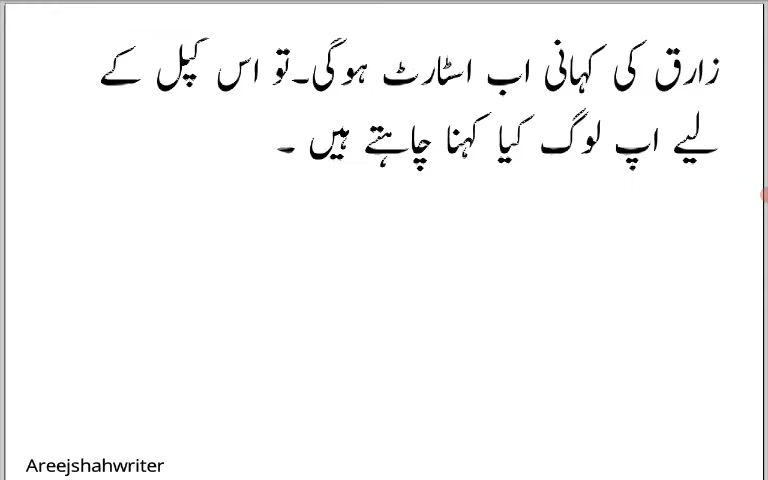 زارق کی کہانی اب اسٹارٹ ہوگی۔تو اس کپل کے
لیے اپ لوگ کیا کہنا چاہتے ہیں ۔
Areejshahwriter